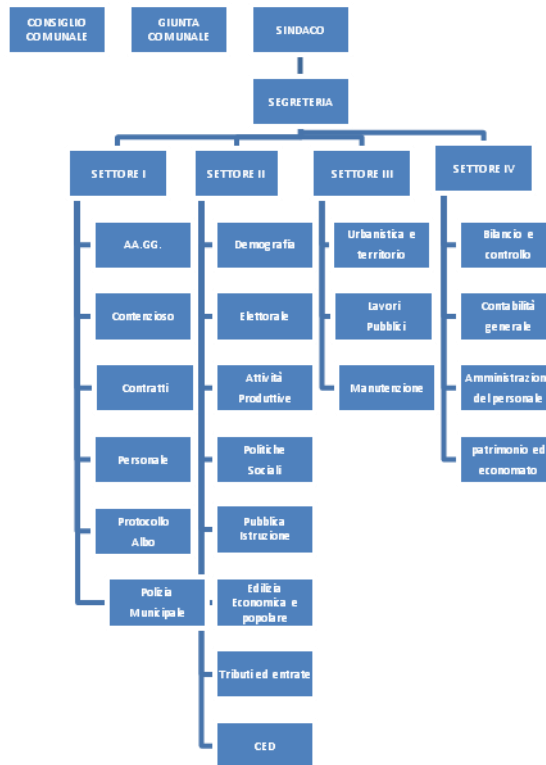 CONSIGLIO
COMUNALE
GIUNTA
COMUNALE
SINDACO
SEGRETERIA
SETTORE I
SETTORE II
SETTORE III
SETTORE IV
AA.GG.
Contenzioso
Contratti
Personale
Protocollo
Albo
Polizia
Municipale
Demografia
Elettorale
Attività
Produttive
Politiche
Sociali
Pubblica
Istruzione
Edilizia
Economica e
popolare
Tributi ed entrate
CED
Urbanistica e
territorio
Lavori
Pubblici
Manutenzione
Bilancio e
controllo
Contabilità
generale
Amministrazione
del personale
patrimonio ed
economato